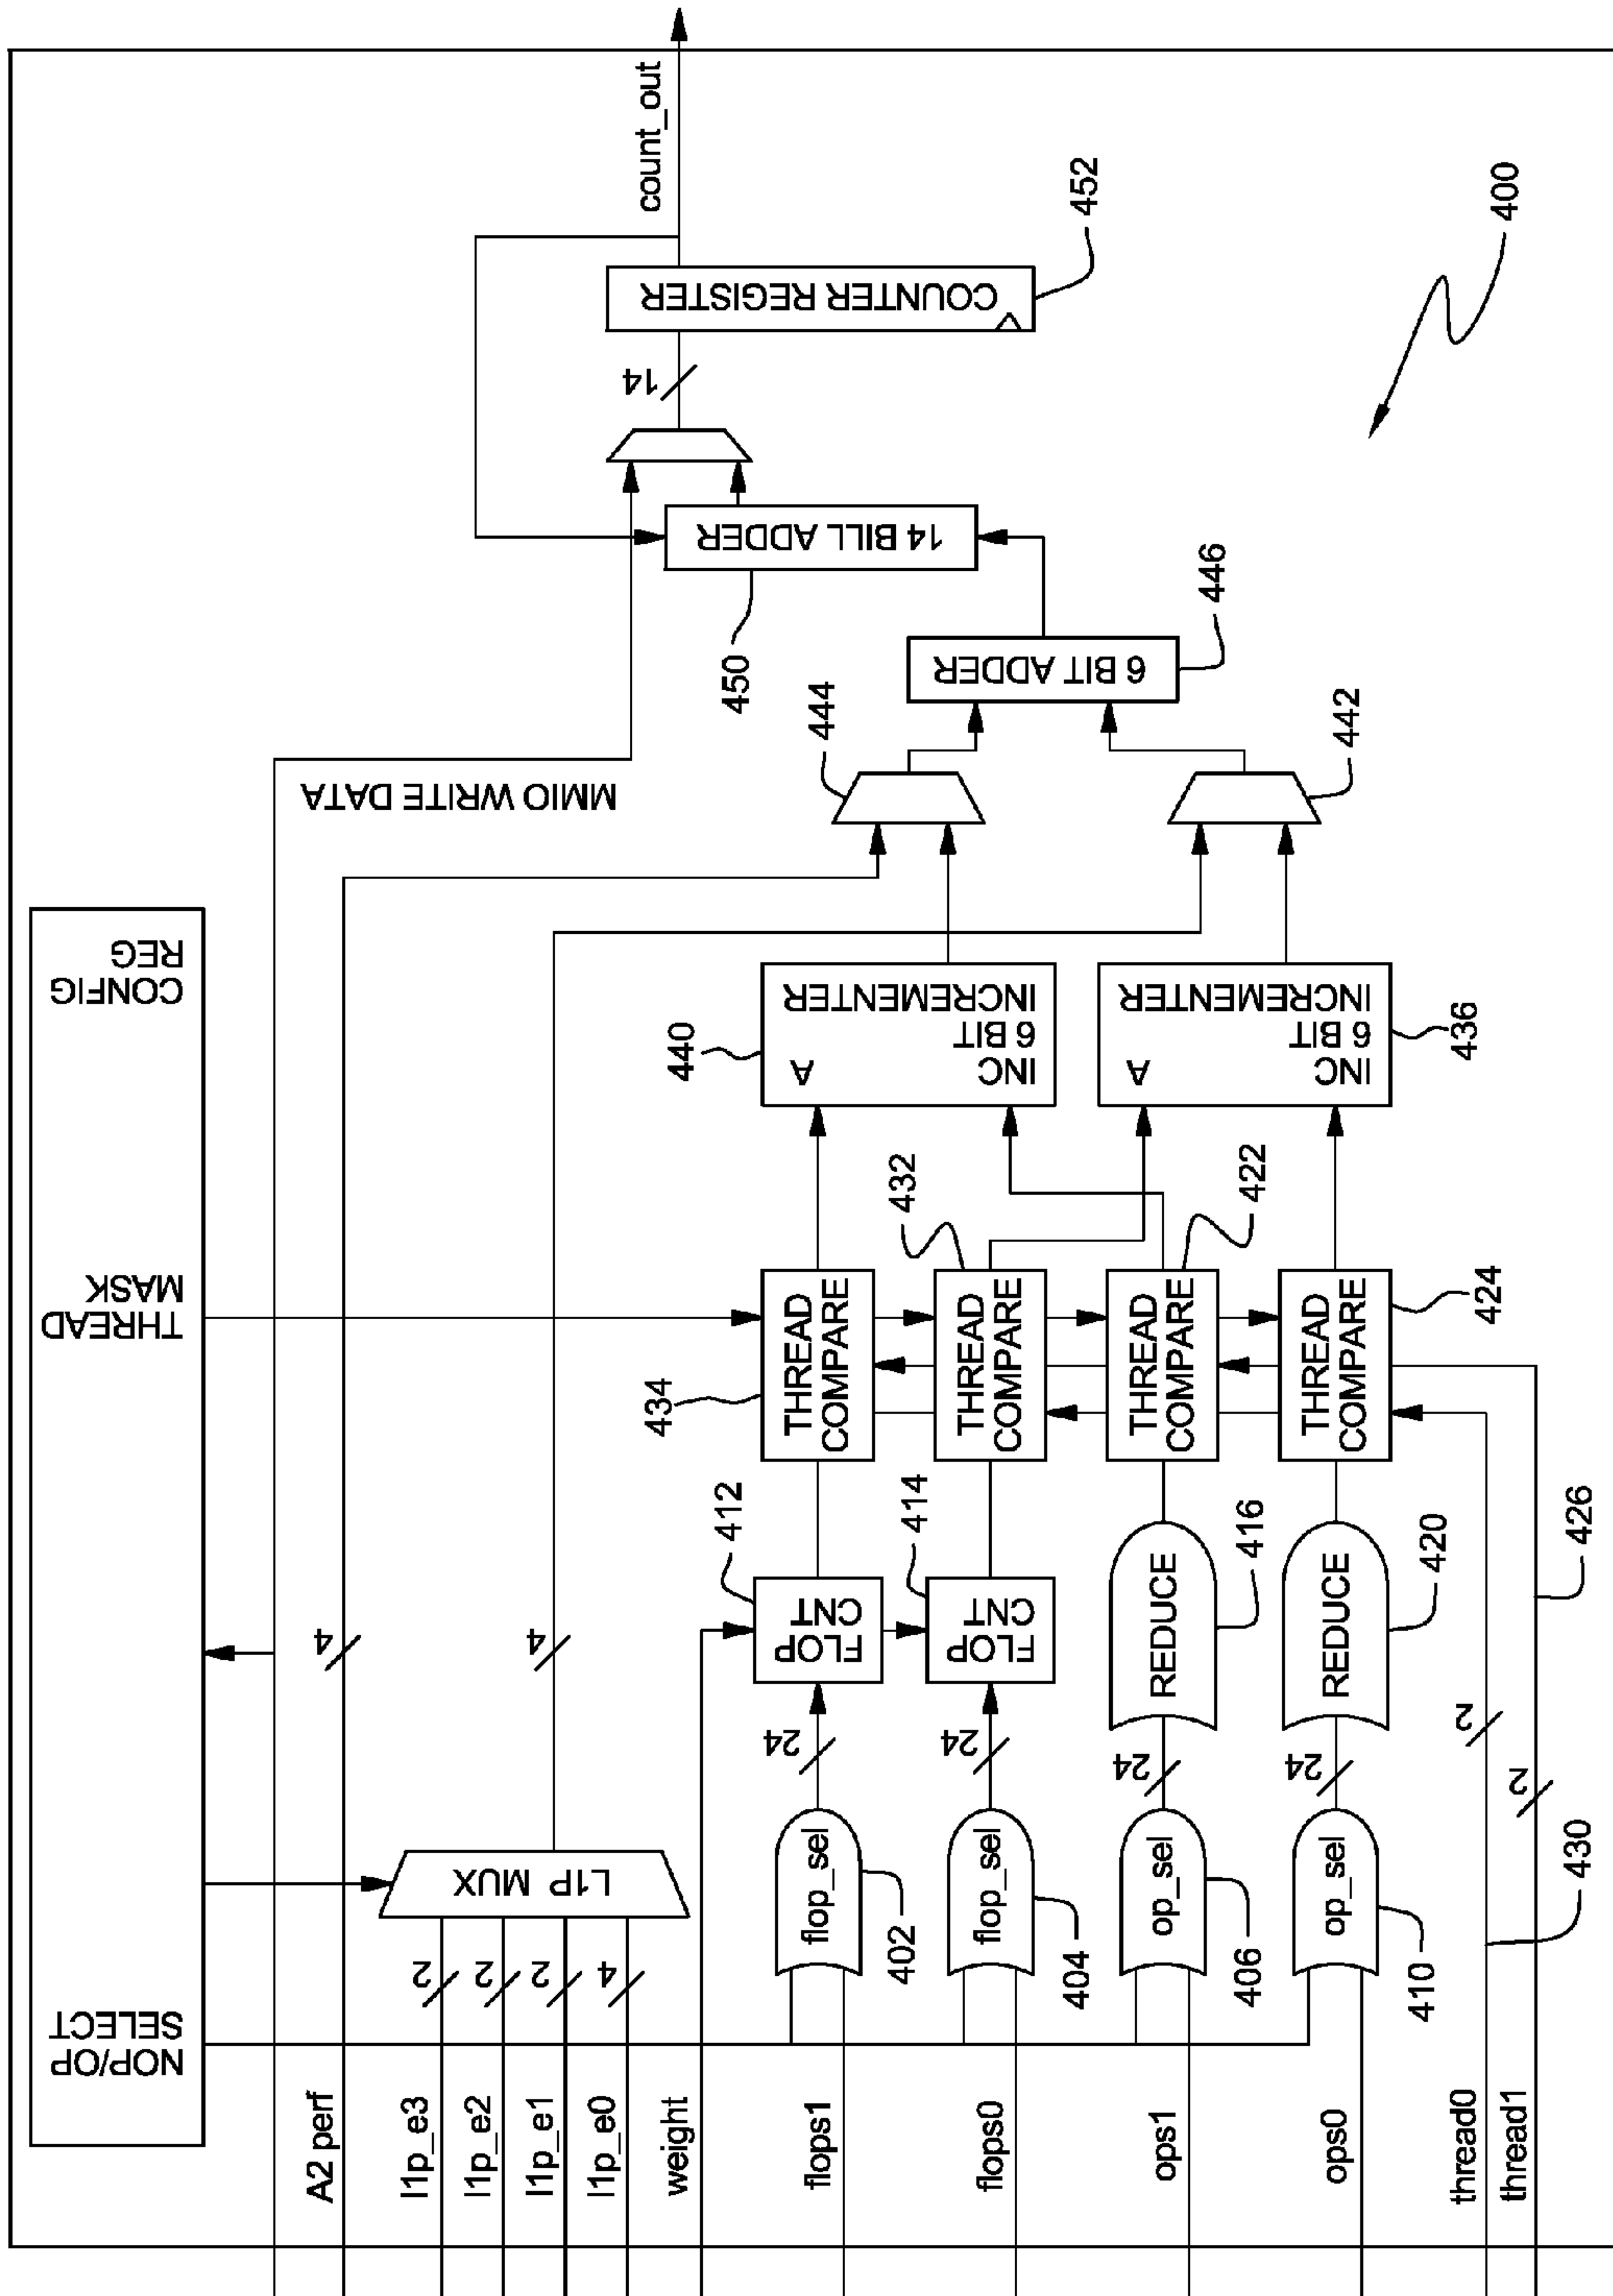 NOP/OP
SELECT
THREAD
MASK
CONFIG
REG
A2 perf
l1p_e3
l1p_e2
l1p_e1
l1p_e0
weight
flops1
flops0
ops1
ops0
thread0
thread1
2
2
2
4
L1P MUX
4
4
MMIO WRITE DATA
flop_sel
402
24
FLOP
CNT
412
THREAD
COMPARE
434
flop_sel
404
24
FLOP
CNT
414
THREAD
COMPARE
432
op_sel
406
24
REDUCE
416
THREAD
COMPARE
422
op_sel
410
24
REDUCE
420
THREAD
COMPARE
424
430
2
2
426
A
INC
6 BIT
INCREMENTER
440
A
INC
6 BIT
INCREMENTER
436
444
442
6 BIT ADDER
446
14 BILL ADDER
450
14
COUNTER REGISTER
452
count_out
400